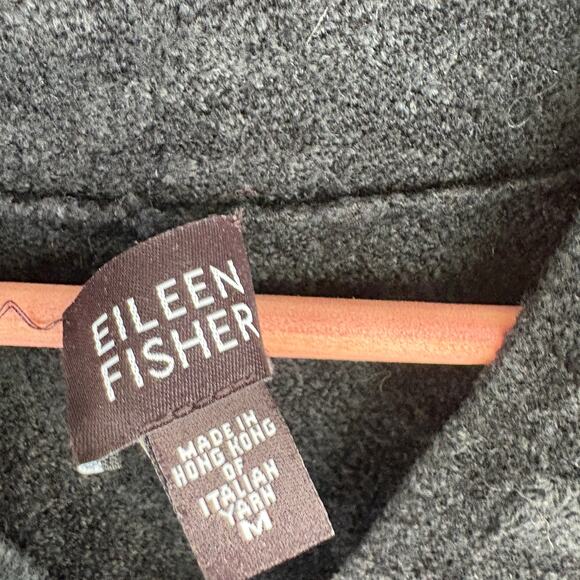 EILEEN
FISHER
MADE IN
HONG KONG
OF
ITALIAN
YARN
M